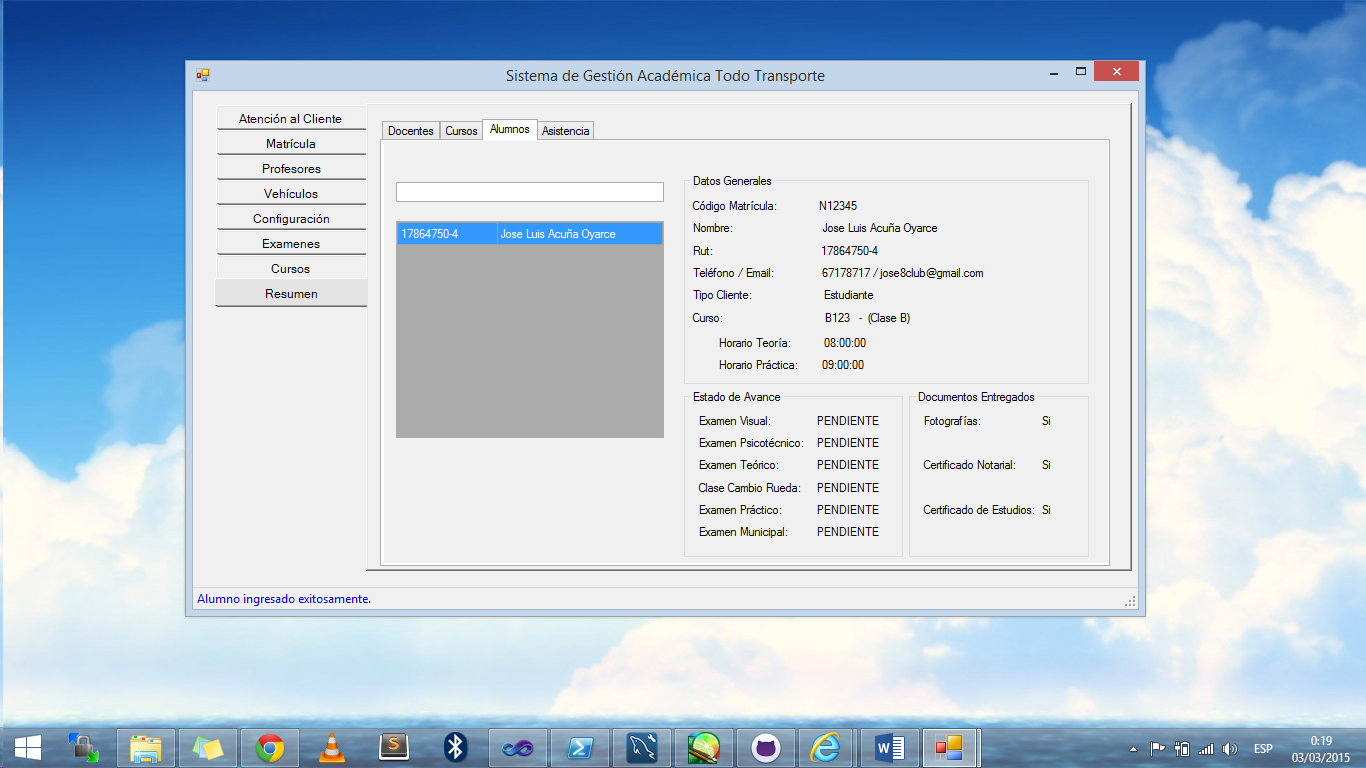 Sistema de Gestión Académica Todo Transporte
Atención al Cliente
Matrícula
Profesores
Vehículos
Configuración
Examenes
Cursos
Resumen
Docentes Cursos Alumnos Asistencia
17864750-4 Jose Luis Acuña Oyarce
Datos Generales
Código Matrícula: N12345
Nombre: Jose Luis Acuña Oyarce
Rut: 17864750-4
Teléfono / Email: 67178717 / jose8club@gmail.com
Tipo Cliente: Estudiante
Curso: B123 - (Clase B)
Horario Teoría: 08:00:00
Horario Práctica: 09:00:00
Estado de Avance
Examen Visual: PENDIENTE
Examen Psicotécnico: PENDIENTE
Examen Teórico: PENDIENTE
Clase Cambio Rueda: PENDIENTE
Examen Práctico: PENDIENTE
Examen Municipal: PENDIENTE
Documentos Entregados
Fotografías: Si
Certificado Notarial: Si
Certificado de Estudios: Si
Alumno ingresado exitosamente.
ESP
0:19
03/03/2015